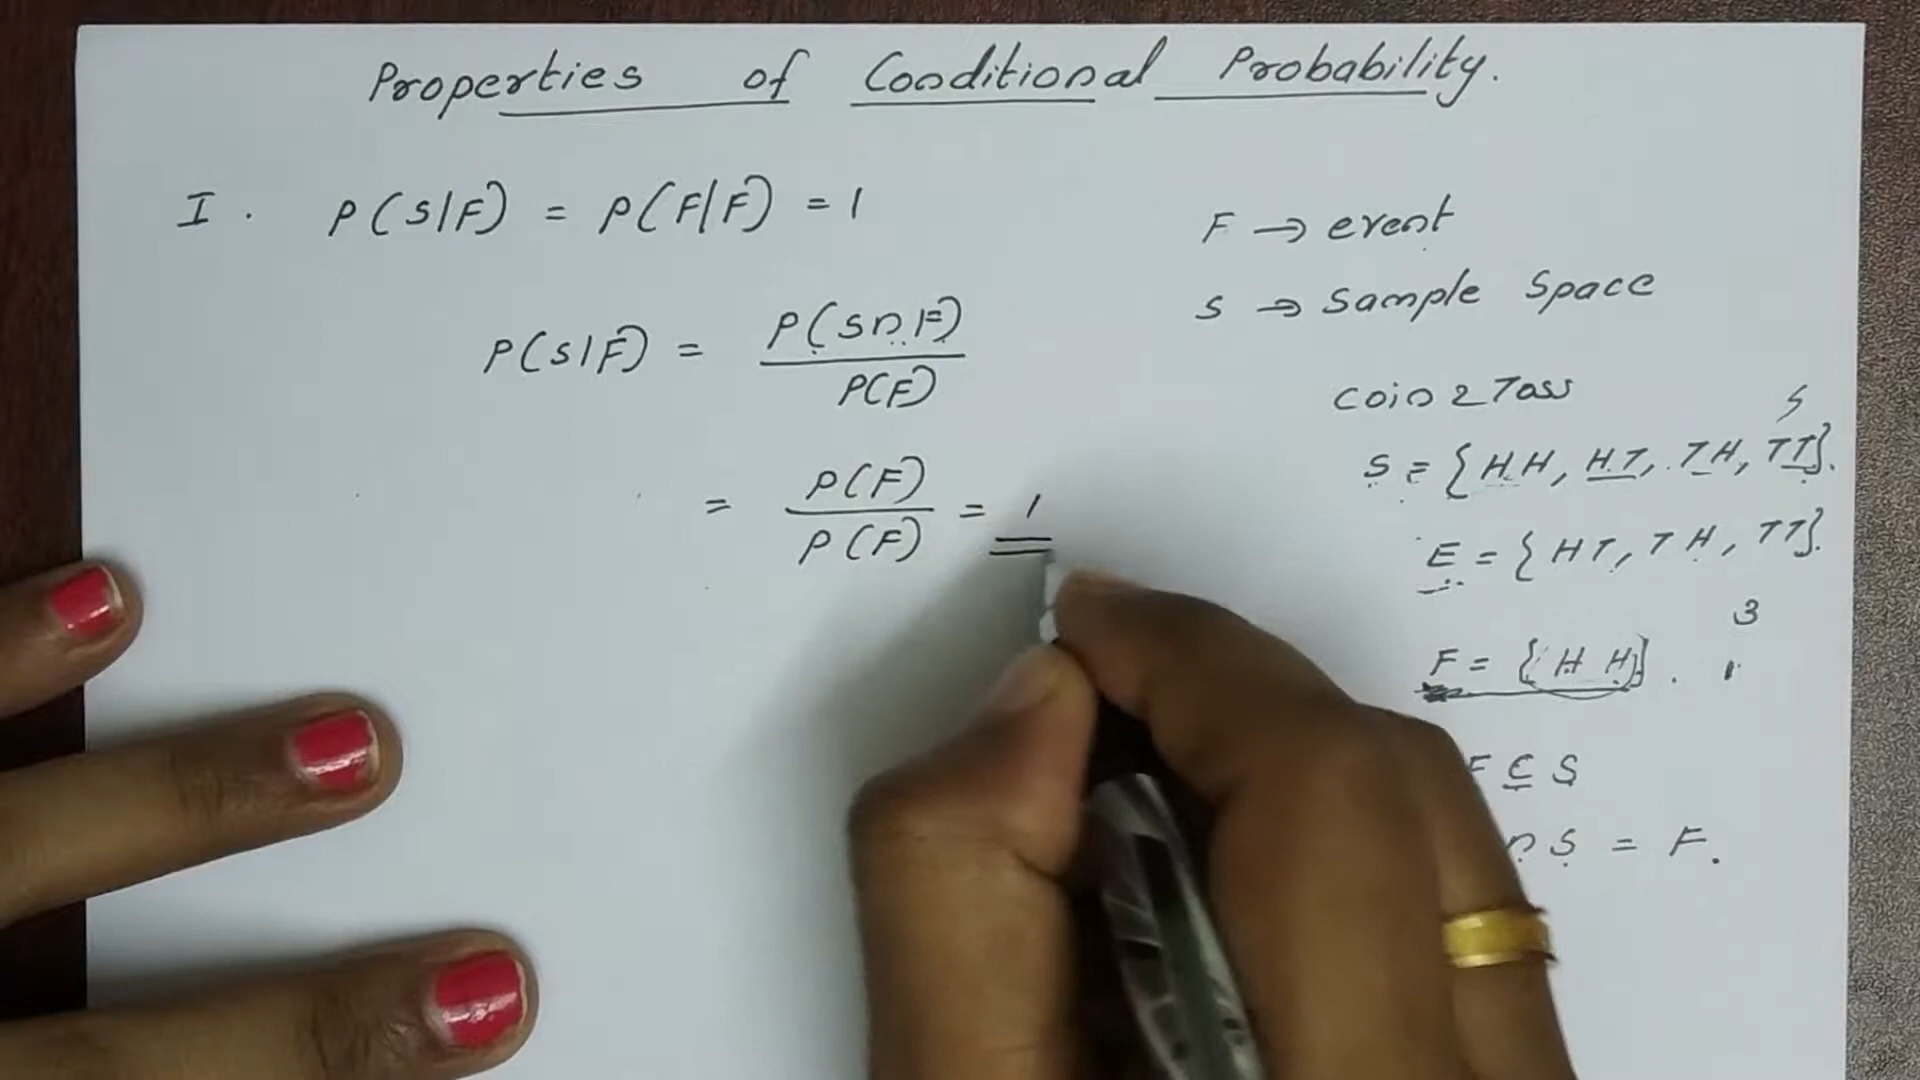 Properties of Conditional Probability.
I. P(S/F) = P(F/F) = 1
P(S/F) = P(S∩F)
P(F)
= P(F) = 1
P(F)
F → event
S → Sample Space
Coin 2 Toss
S
S = {HH, HT, TH, TT}.
E = {HT, TH, TT}.
3
F = {HH}. 1
F ⊆ S
∩ S = F.